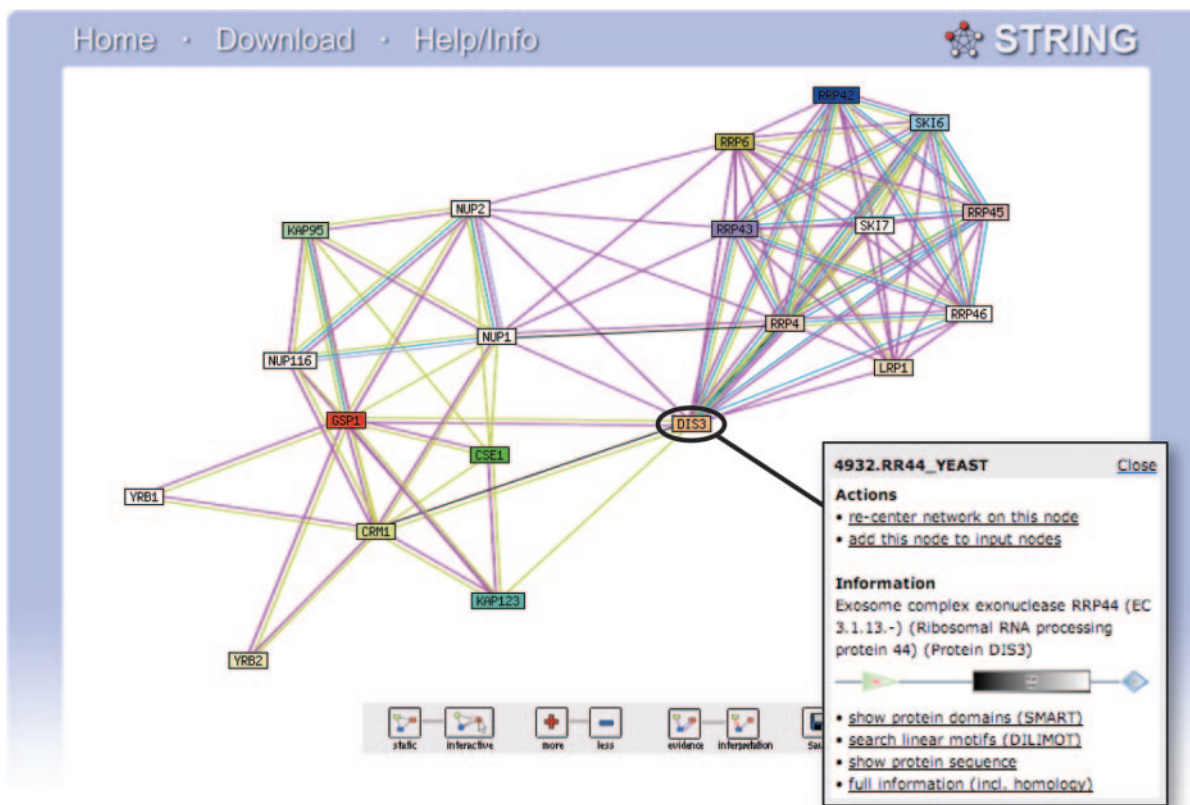 Home · Download · Help/Info
STRING
RRP42
SKI6
RRP6
NUP2
RRP45
KAP95
RRP43
SKI7
RRP46
RRP4
NUP1
NUP116
LRP1
GSP1
DIS3
CSE1
YRB1
CRM1
KAP123
YRB2
4932.RR44_YEAST Close
Actions
• re-center network on this node
• add this node to input nodes
Information
Exosome complex exonuclease RRP44 (EC
3.1.13.-) (Ribosomal RNA processing
protein 44) (Protein DIS3)
• show protein domains (SMART)
• search linear motifs (DILIMOT)
• show protein sequence
• full information (incl. homology)
static interactive more less evidence interpretation